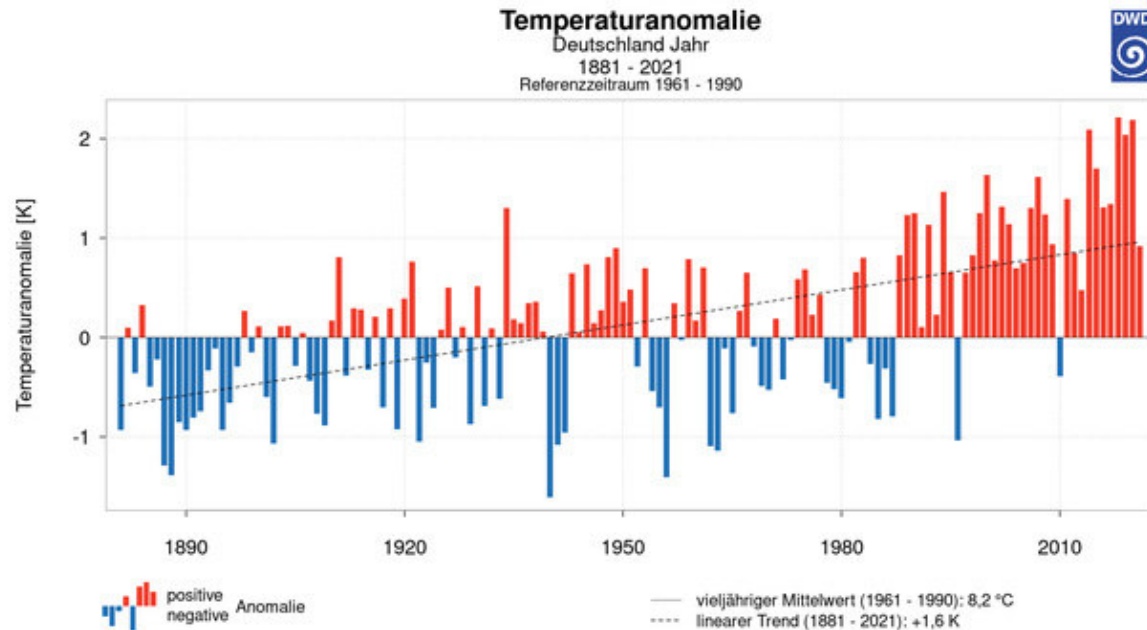 Temperaturanomalie
Deutschland Jahr
1881 - 2021
Referenzzeitraum 1961 - 1990
DWD
Temperaturanomalie [K]
2
1
0
-1
1890
1920
1950
1980
2010
positive
negative
Anomalie
vieljähriger Mittelwert (1961 - 1990): 8,2 °C
linearer Trend (1881 - 2021): +1,6 K